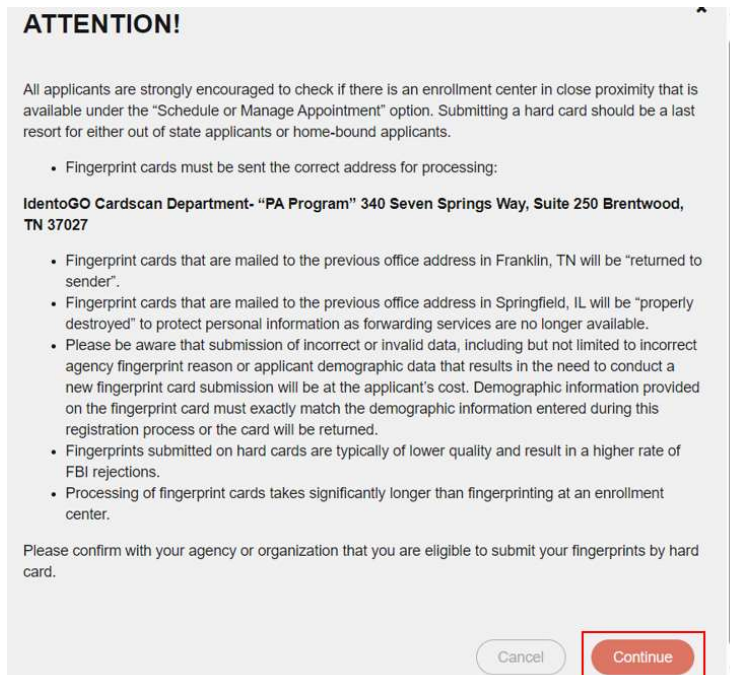 ATTENTION!
All applicants are strongly encouraged to check if there is an enrollment center in close proximity that is
available under the “Schedule or Manage Appointment” option. Submitting a hard card should be a last
resort for either out of state applicants or home-bound applicants.
• Fingerprint cards must be sent the correct address for processing:
IdentoGO Cardscan Department- “PA Program” 340 Seven Springs Way, Suite 250 Brentwood,
TN 37027
• Fingerprint cards that are mailed to the previous office address in Franklin, TN will be “returned to
sender”.
• Fingerprint cards that are mailed to the previous office address in Springfield, IL will be “properly
destroyed” to protect personal information as forwarding services are no longer available.
• Please be aware that submission of incorrect or invalid data, including but not limited to incorrect
agency fingerprint reason or applicant demographic data that results in the need to conduct a
new fingerprint card submission will be at the applicant’s cost. Demographic information provided
on the fingerprint card must exactly match the demographic information entered during this
registration process or the card will be returned.
• Fingerprints submitted on hard cards are typically of lower quality and result in a higher rate of
FBI rejections.
• Processing of fingerprint cards takes significantly longer than fingerprinting at an enrollment
center.
Please confirm with your agency or organization that you are eligible to submit your fingerprints by hard
card.
Cancel
Continue